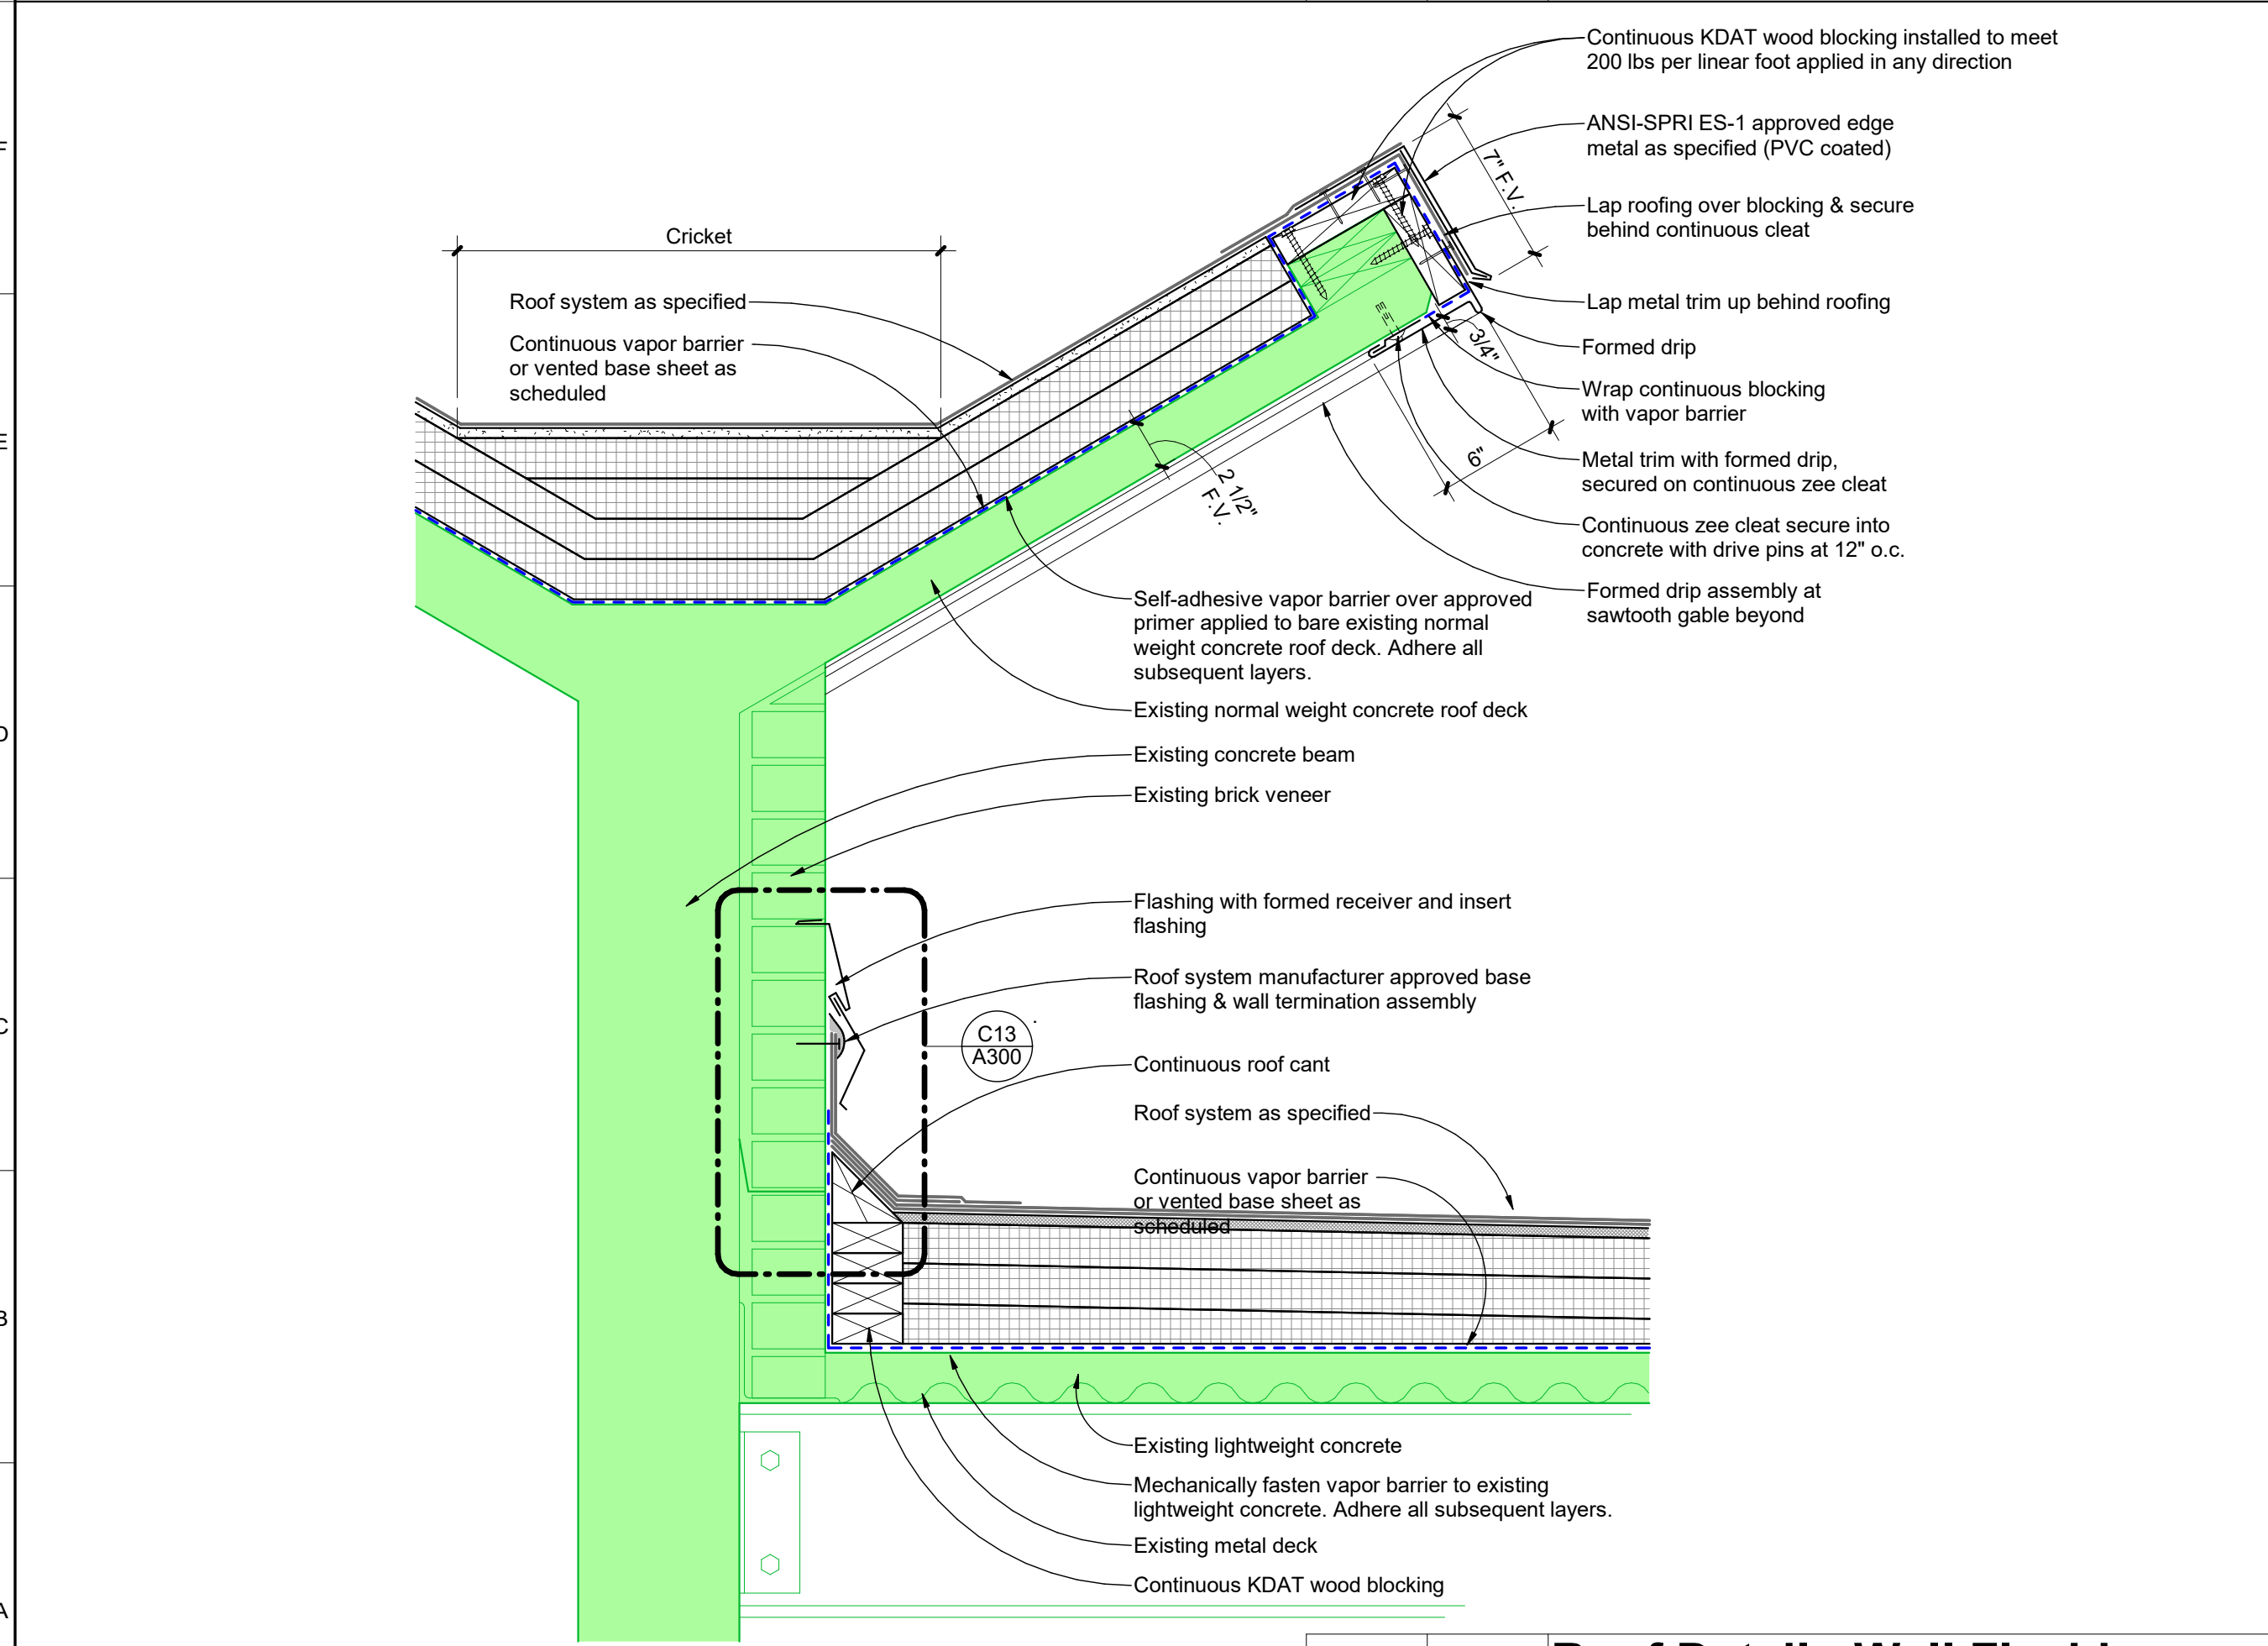 Continuous KDAT wood blocking installed to meet
200 lbs per linear foot applied in any direction
ANSI-SPRI ES-1 approved edge
metal as specified (PVC coated)
7" F.V.
Lap roofing over blocking & secure
behind continuous cleat
Cricket
Roof system as specified
Lap metal trim up behind roofing
Continuous vapor barrier
or vented base sheet as
scheduled
3/4"
Formed drip
Wrap continuous blocking
with vapor barrier
6"
Metal trim with formed drip,
secured on continuous zee cleat
2 1/2"
F.V.
Continuous zee cleat secure into
concrete with drive pins at 12" o.c.
Formed drip assembly at
sawtooth gable beyond
Self-adhesive vapor barrier over approved
primer applied to bare existing normal
weight concrete roof deck. Adhere all
subsequent layers.
Existing normal weight concrete roof deck
Existing concrete beam
Existing brick veneer
Flashing with formed receiver and insert
flashing
Roof system manufacturer approved base
flashing & wall termination assembly
C13
A300
Continuous roof cant
Roof system as specified
Continuous vapor barrier
or vented base sheet as
scheduled
Existing lightweight concrete
Mechanically fasten vapor barrier to existing
lightweight concrete. Adhere all subsequent layers.
Existing metal deck
Continuous KDAT wood blocking
F
E
D
C
B
A